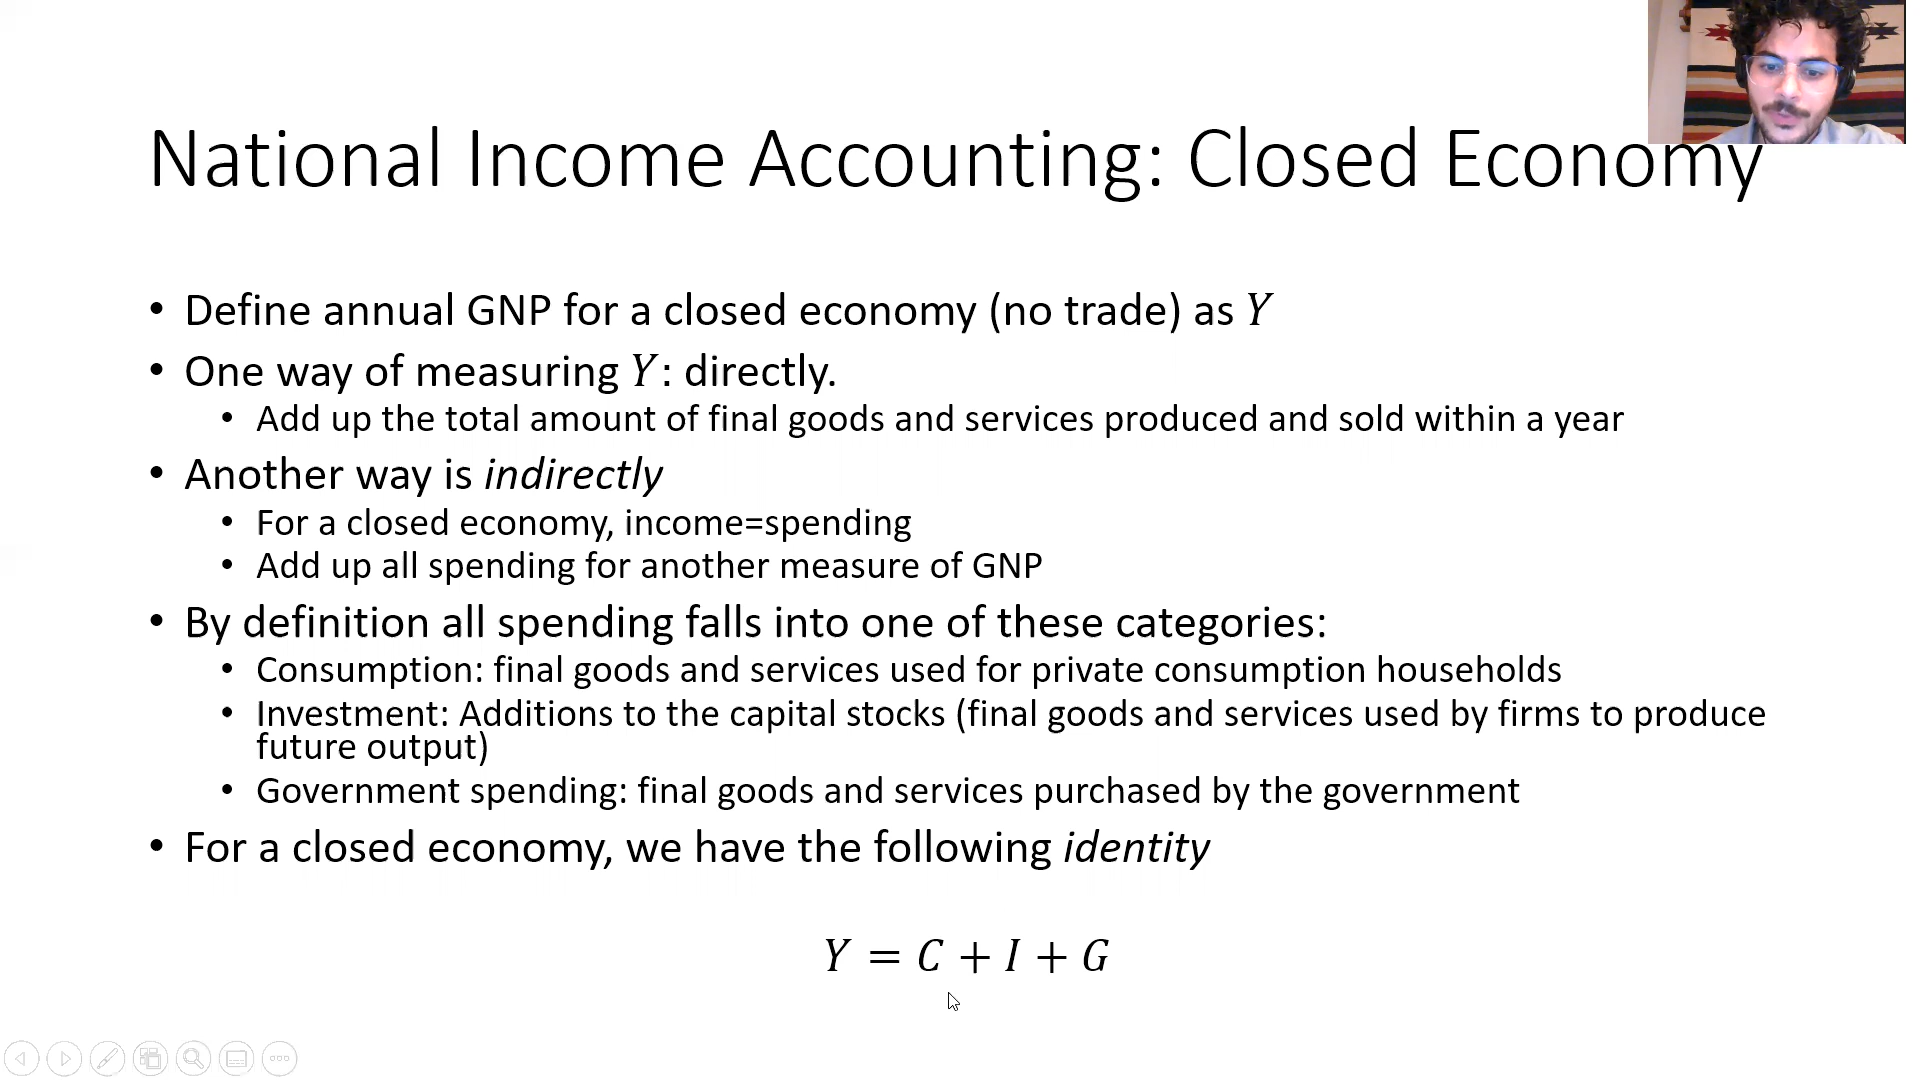 National Income Accounting: Closed Economy
• Define annual GNP for a closed economy (no trade) as Y
• One way of measuring Y: directly.
• Add up the total amount of final goods and services produced and sold within a year
• Another way is indirectly
• For a closed economy, income=spending
• Add up all spending for another measure of GNP
• By definition all spending falls into one of these categories:
• Consumption: final goods and services used for private consumption households
• Investment: Additions to the capital stocks (final goods and services used by firms to produce
future output)
• Government spending: final goods and services purchased by the government
• For a closed economy, we have the following identity
Y = C + I + G